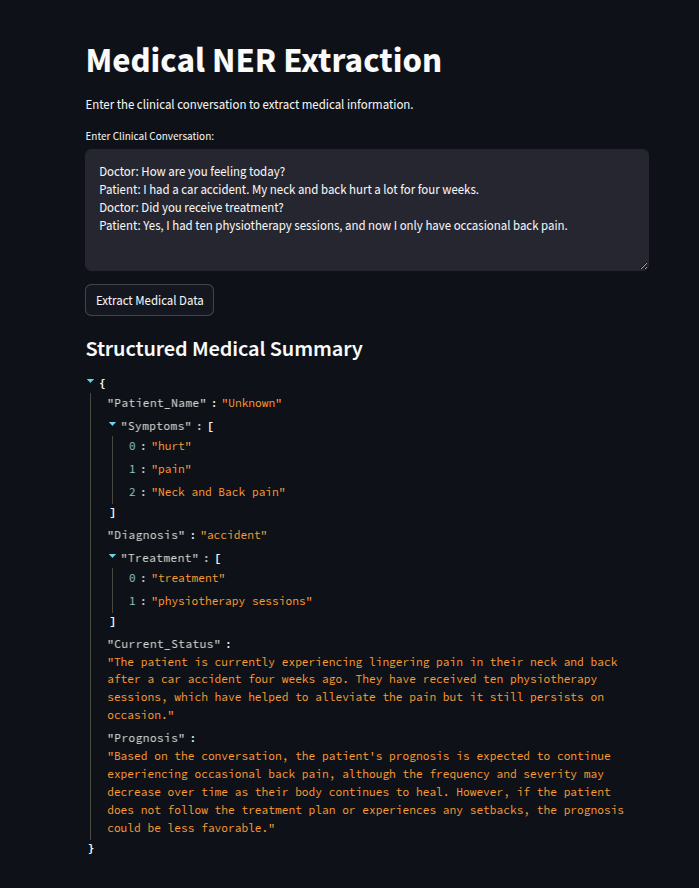 Medical NER Extraction
Enter the clinical conversation to extract medical information.
Enter Clinical Conversation:
Doctor: How are you feeling today?
Patient: I had a car accident. My neck and back hurt a lot for four weeks.
Doctor: Did you receive treatment?
Patient: Yes, I had ten physiotherapy sessions, and now I only have occasional back pain.
Extract Medical Data
Structured Medical Summary
{
"Patient_Name" : "Unknown"
"Symptoms" : [
0 : "hurt"
1 : "pain"
2 : "Neck and Back pain"
]
"Diagnosis" : "accident"
"Treatment" : [
0 : "treatment"
1 : "physiotherapy sessions"
]
"Current_Status" :
"The patient is currently experiencing lingering pain in their neck and back
after a car accident four weeks ago. They have received ten physiotherapy
sessions, which have helped to alleviate the pain but it still persists on
occasion."
"Prognosis" :
"Based on the conversation, the patient's prognosis is expected to continue
experiencing occasional back pain, although the frequency and severity may
decrease over time as their body continues to heal. However, if the patient
does not follow the treatment plan or experiences any setbacks, the prognosis
could be less favorable."
}